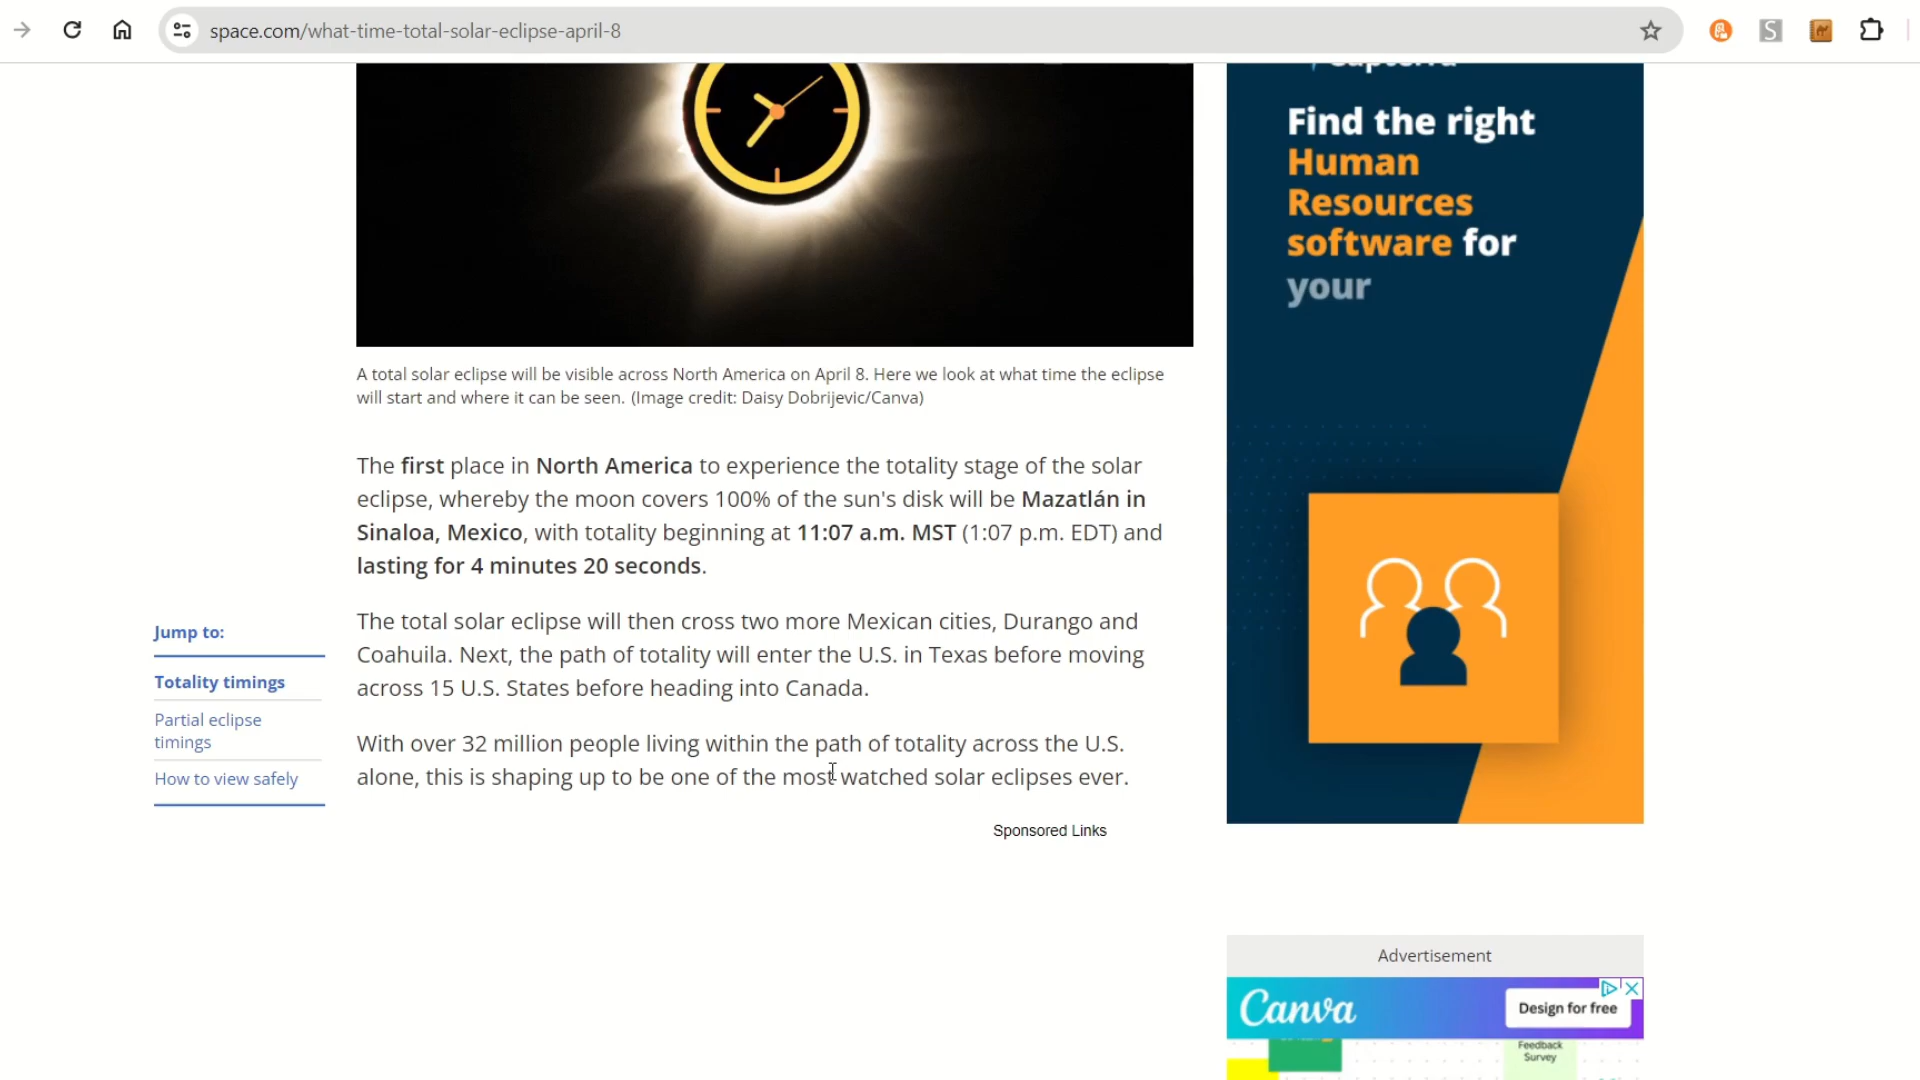 space.com/what-time-total-solar-eclipse-april-8
S
Find the right
Human
Resources
software for
your
A total solar eclipse will be visible across North America on April 8. Here we look at what time the eclipse
will start and where it can be seen. (Image credit: Daisy Dobrijevic/Canva)
The first place in North America to experience the totality stage of the solar
eclipse, whereby the moon covers 100% of the sun's disk will be Mazatlán in
Sinaloa, Mexico, with totality beginning at 11:07 a.m. MST (1:07 p.m. EDT) and
lasting for 4 minutes 20 seconds.
The total solar eclipse will then cross two more Mexican cities, Durango and
Coahuila. Next, the path of totality will enter the U.S. in Texas before moving
across 15 U.S. States before heading into Canada.
With over 32 million people living within the path of totality across the U.S.
alone, this is shaping up to be one of the most watched solar eclipses ever.
Jump to:
Totality timings
Partial eclipse
timings
How to view safely
Sponsored Links
Advertisement
Canva
Design for free
Feedback
Survey